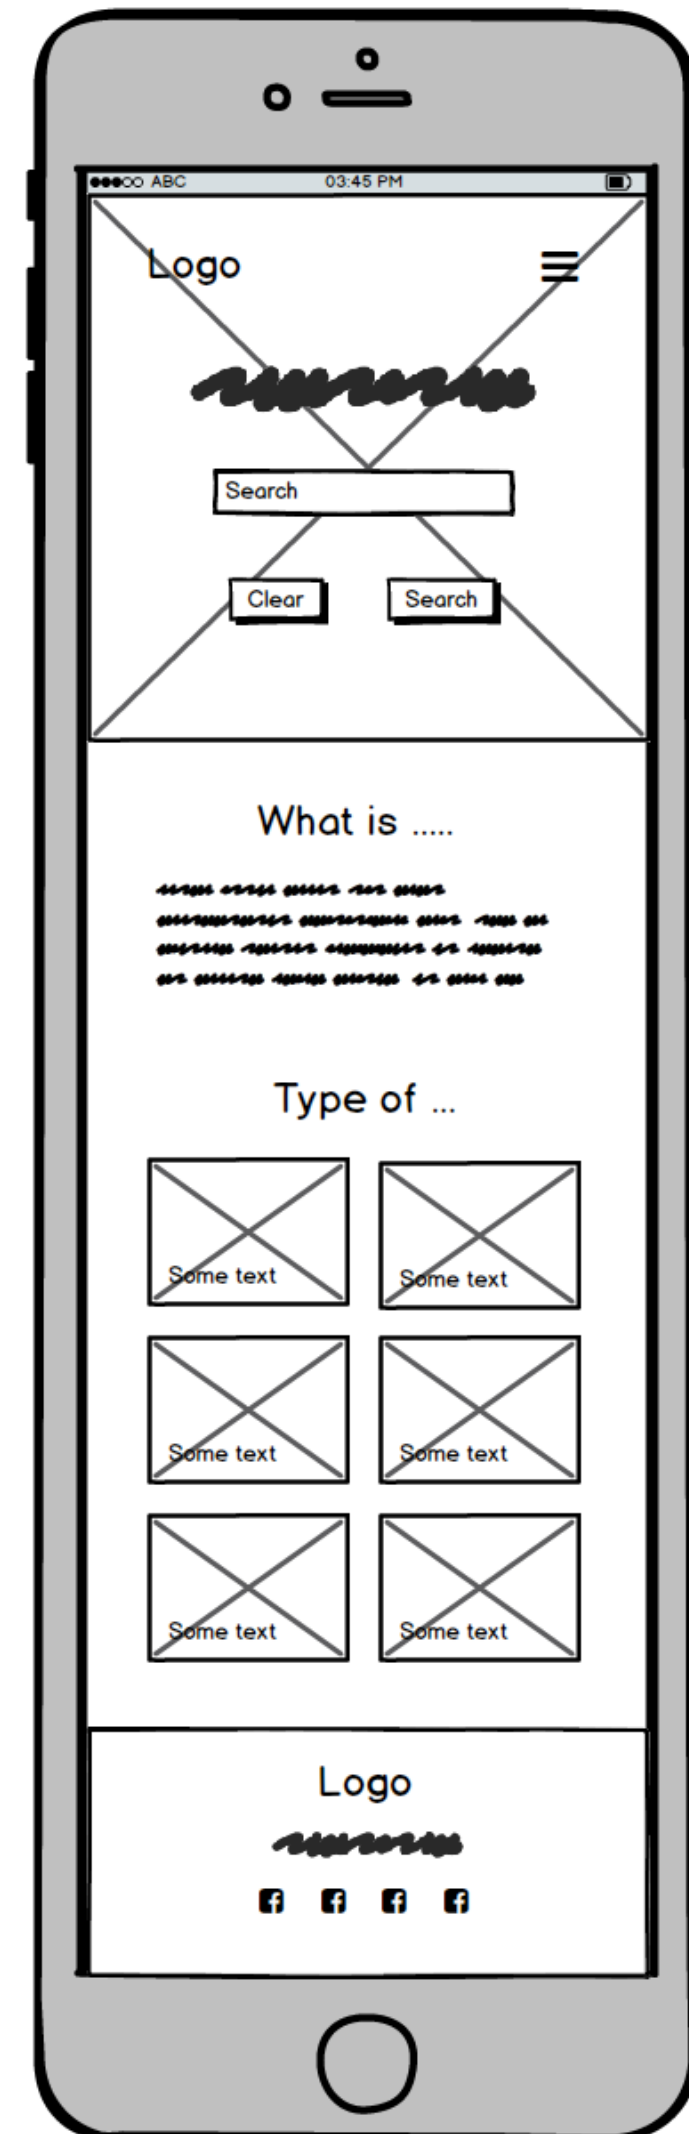 ABC 03:45 PM
Logo
Search
Clear Search
What is .....
Type of ...
Some text Some text
Some text Some text
Some text Some text
Logo